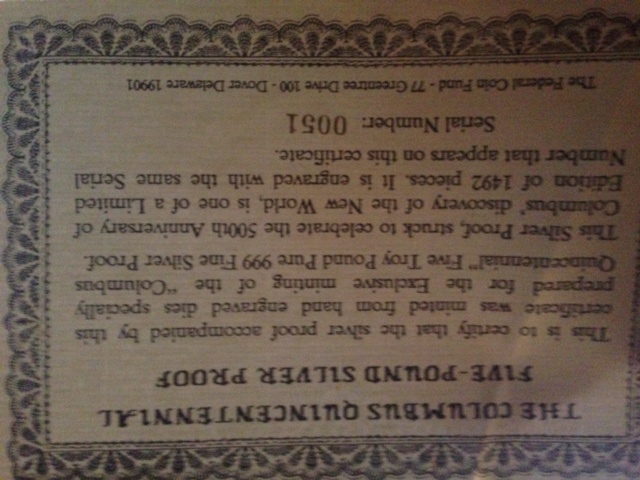 THE COLUMBUS QUINCENTENNIAL
FIVE-POUND SILVER PROOF
This is to certify that the silver proof accompanied by this
certificate was minted from hand engraved dies specially
prepared for the Exclusive minting of the "Columbus
Quincentennial" Five Troy Pound Pure 999 Fine Silver Proof.
This Silver Proof, struck to celebrate the 500th Anniversary of
Columbus' discovery of the New World, is one of a Limited
Edition of 1492 pieces. It is engraved with the same Serial
Number that appears on this certificate.
Serial Number: 0051
The Federal Coin Fund - 77 Greentree Drive 100 - Dover Delaware 19901